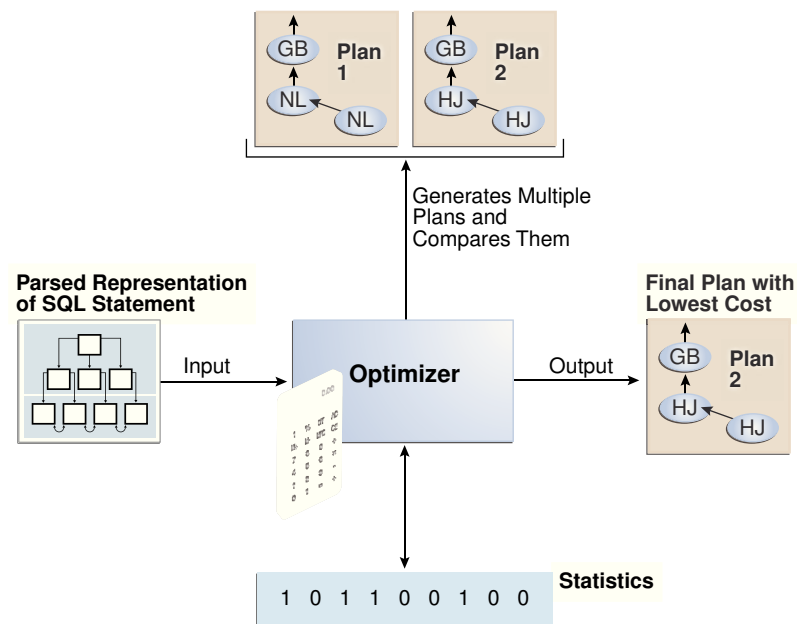 GB
Plan
1
NL
NL
GB
Plan
2
HJ
HJ
Generates Multiple
Plans and
Compares Them
Parsed Representation
of SQL Statement
Input
Optimizer
0.00
Output
Final Plan with
Lowest Cost
GB
Plan
2
HJ
HJ
Statistics
1 0 1 1 0 0 1 0 0